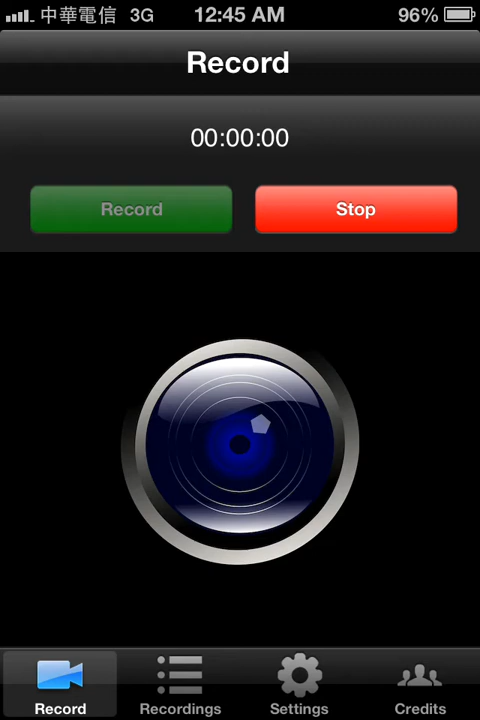 中華電信 3G 12:45 AM 96%
Record
00:00:00
Record Stop
Record Recordings Settings Credits